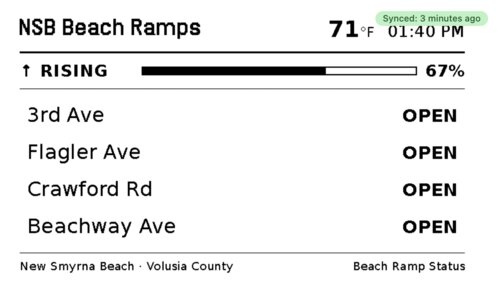 Synced: 3 minutes ago
NSB Beach Ramps 71°F 01:40 PM
↑ RISING 67%
3rd Ave OPEN
Flagler Ave OPEN
Crawford Rd OPEN
Beachway Ave OPEN
New Smyrna Beach · Volusia County Beach Ramp Status